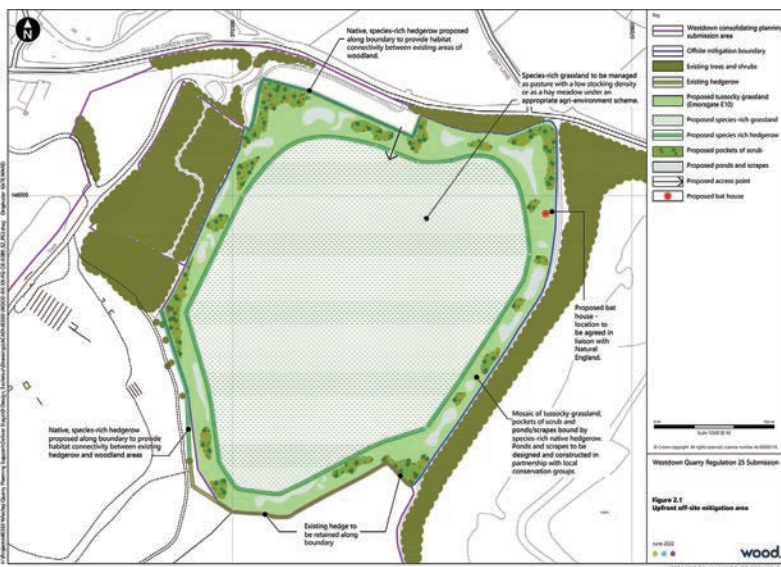 N
BULLS GREEN LINK ROAD
Native, species-rich hedgerow proposed
along boundary to provide habitat
connectivity between existing areas of
woodland.
Species-rich grassland to be managed
as pasture with a low stocking density
or as a hay meadow under an
appropriate agri-environment scheme.
Proposed bat
house -
location to
be agreed in
liaison with
Natural
England.
Native, species-rich hedgerow
proposed along boundary to provide
habitat connectivity between existing
hedgerow and woodland areas
Mosaic of tussocky grassland,
pockets of scrub and
ponds/scrapes bound by
species-rich native hedgerow.
Ponds and scrapes to be
designed and constructed in
partnership with local
conservation groups.
Existing hedge to
be retained along
boundary
Key
Westdown consolidating planning
submission area
Offsite mitigation boundary
Existing trees and shrubs
Existing hedgerow
Proposed tussocky grassland
(Emorsgate E10)
Proposed species-rich grassland
Proposed species rich hedgerow
Proposed pockets of scrub
Proposed ponds and scrapes
Proposed access point
Proposed bat house
Westdown Quarry Regulation 25 Submission
Figure 2.1
Upfront off-site mitigation area
June 2022
wood.